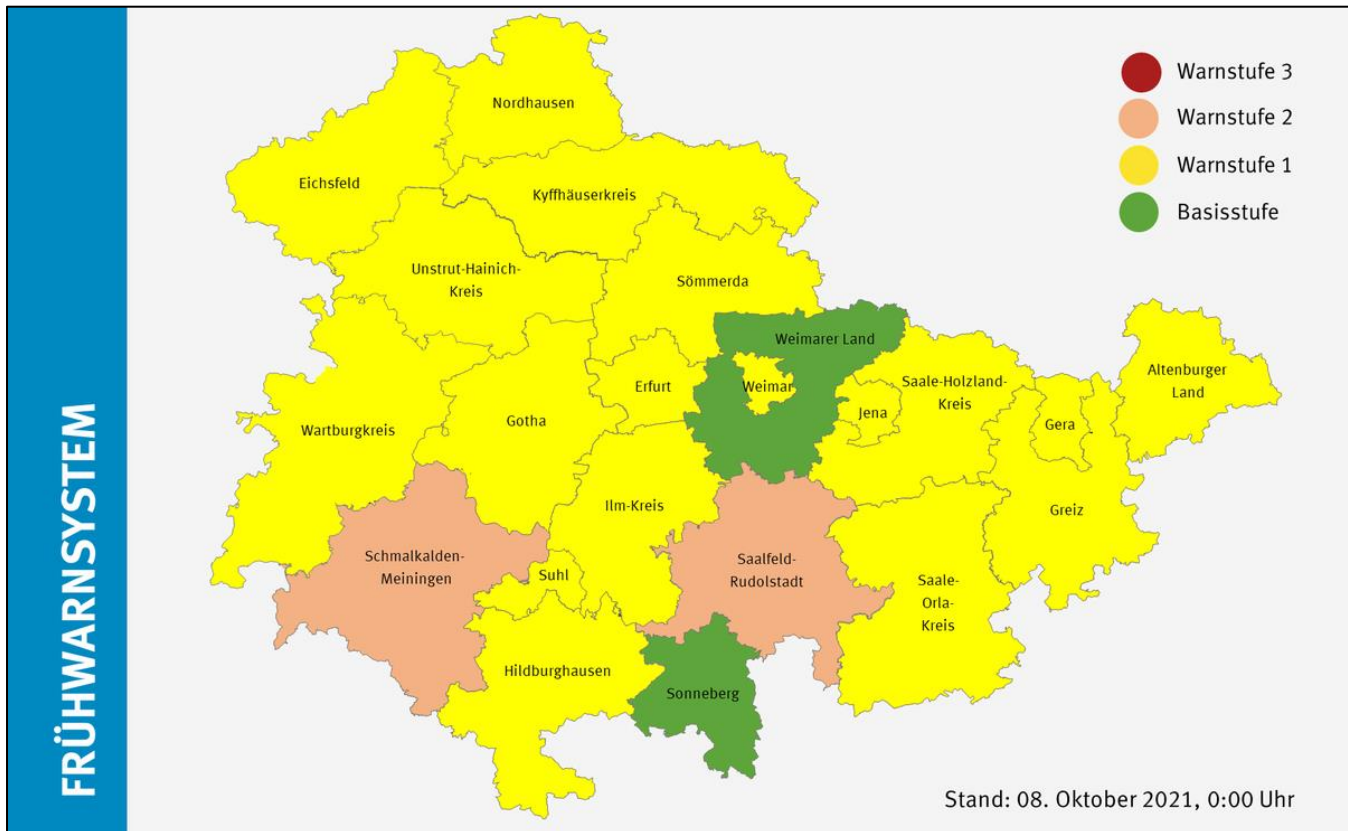 FRÜHWARNSYSTEM
Warnstufe 3
Warnstufe 2
Warnstufe 1
Basisstufe
Nordhausen
Eichsfeld
Kyffhäuserkreis
Unstrut-Hainich-
Kreis
Sömmerda
Weimarer Land
Weimar
Erfurt
Gotha
Wartburgkreis
Saale-Holzland-
Kreis
Jena
Gera
Altenburger
Land
Greiz
Ilm-Kreis
Schmalkalden-
Meiningen
Suhl
Saalfeld-
Rudolstadt
Saale-
Orla-
Kreis
Hildburghausen
Sonneberg
Stand: 08. Oktober 2021, 0:00 Uhr